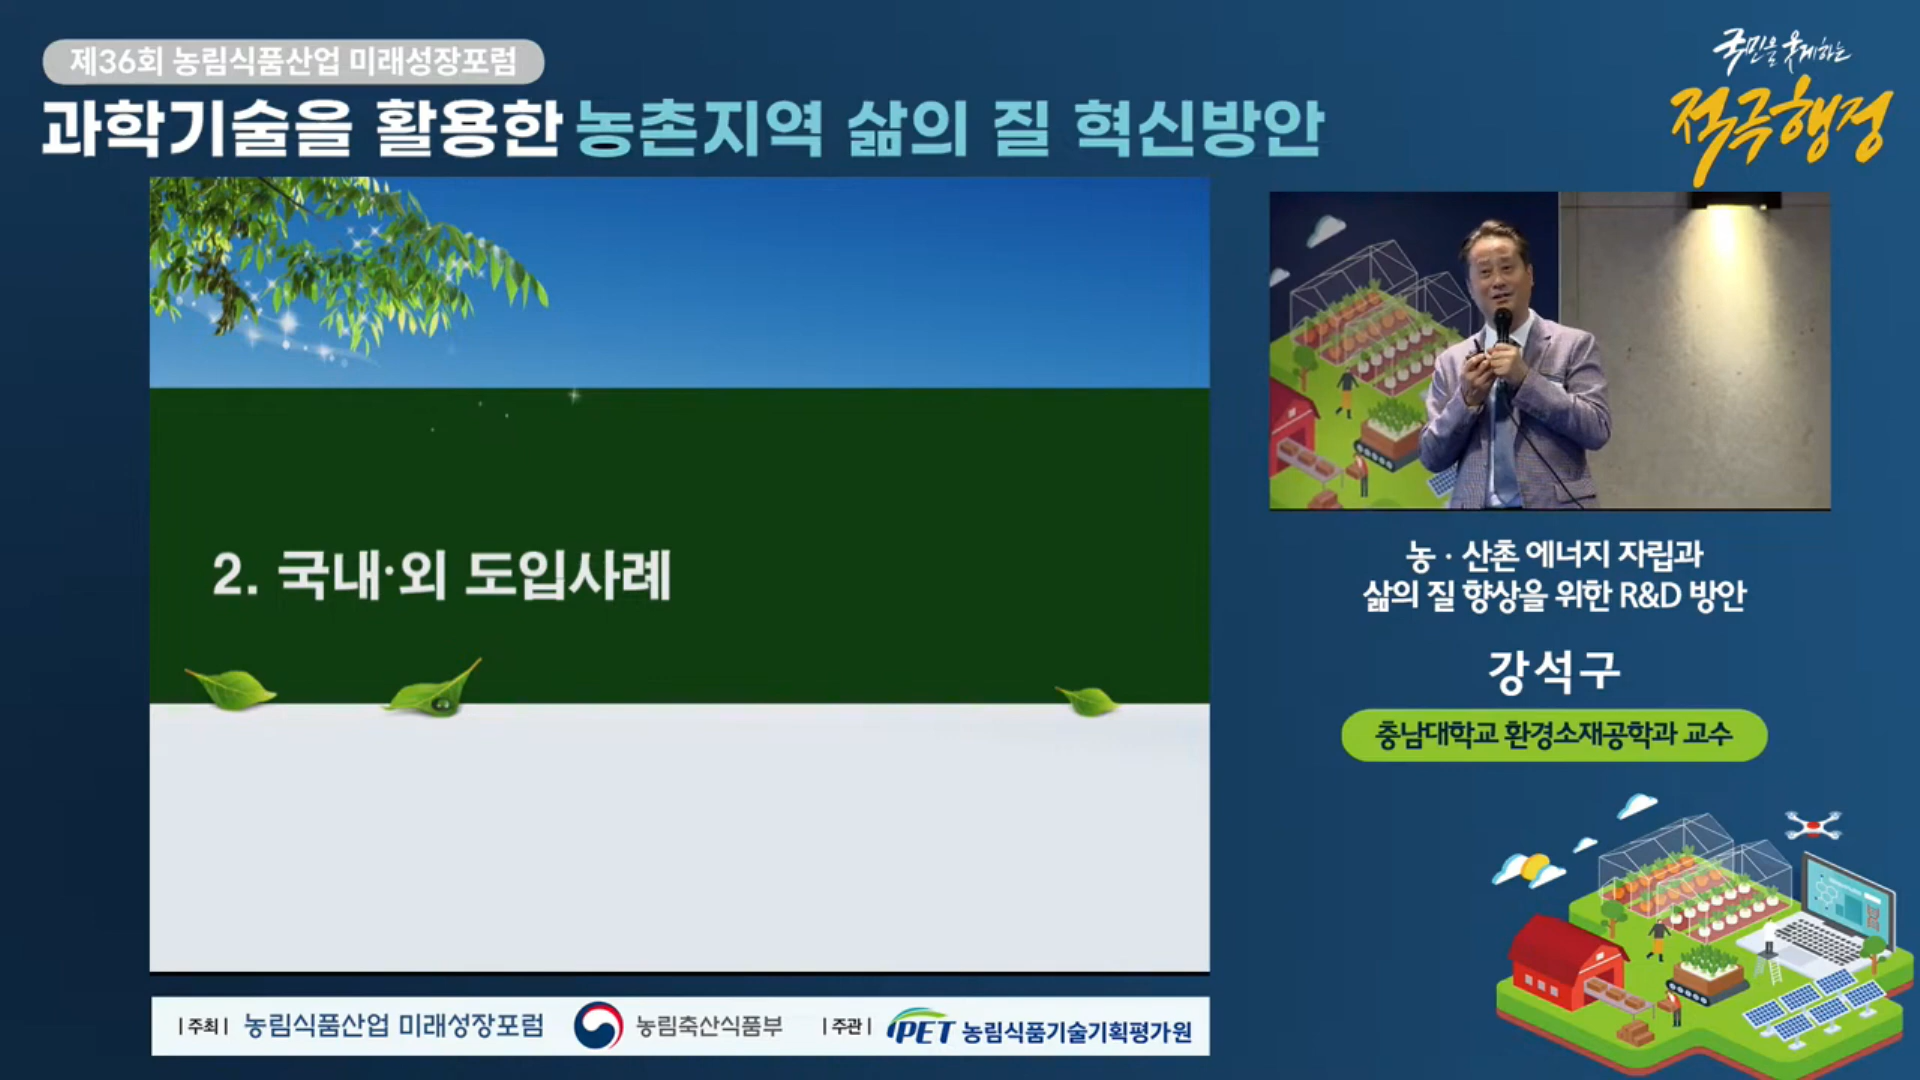 제36회 농림식품산업 미래성장포럼
과학기술을 활용한 농촌지역 삶의 질 혁신방안
국민을 웃게하는
적극행정
2. 국내·외 도입사례
농·산촌 에너지 자립과
삶의 질 향상을 위한 R&D 방안
강석구
충남대학교 환경소재공학과 교수
|주최| 농림식품산업 미래성장포럼 농림축산식품부 |주관| iPET 농림식품기술기획평가원